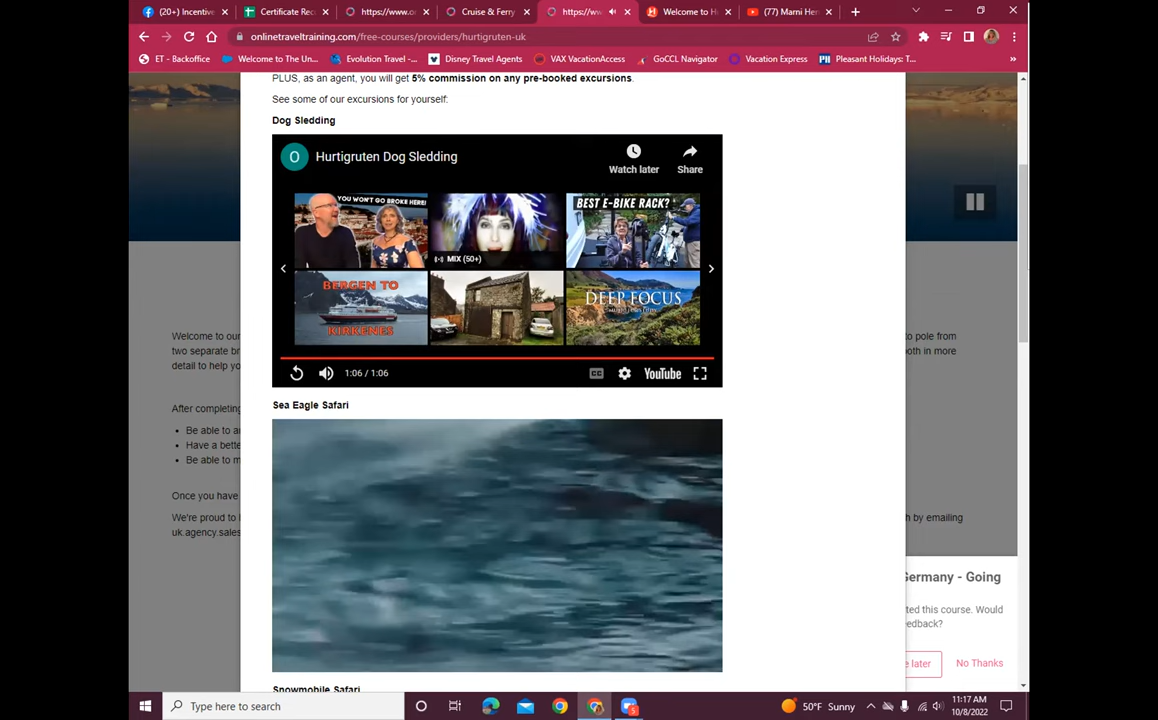 (20+) Incentive
Certificate Rec
https://www.o
Cruise & Ferry
https://ww
Welcome to H
(77) Marni Her
onlinetraveltraining.com/free-courses/providers/hurtigruten-uk
ET - Backoffice
Welcome to The Un...
Evolution Travel -...
Disney Travel Agents
VAX VacationAccess
GoCCL Navigator
Vacation Express
Pleasant Holidays: T...
PLUS, as an agent, you will get 5% commission on any pre-booked excursions.
See some of our excursions for yourself:
Dog Sledding
O
Hurtigruten Dog Sledding
Watch later
Share
YOU WON'T GO BROKE HERE!
MIX (50+)
BEST E-BIKE RACK?
BERGEN TO
KIRKENES
DEEP FOCUS
1:06 / 1:06
CC
YouTube
Sea Eagle Safari
Snowmobile Safari
Welcome to our
two separate br
detail to help yo
to pole from
both in more
After completing
Be able to a
Have a bette
Be able to m
Once you have
We're proud to
uk.agency.sales
h by emailing
Germany - Going
ted this course. Would
eedback?
e later
No Thanks
Type here to search
50°F Sunny
11:17 AM
10/8/2022